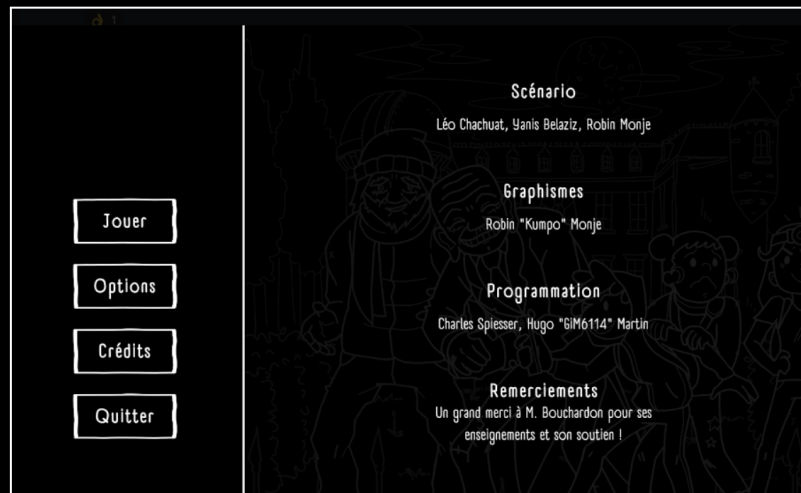 1
Jouer
Options
Crédits
Quitter
Scénario
Léo Chachuat, Yanis Belaziz, Robin Monje
Graphismes
Robin "Kumpo" Monje
Programmation
Charles Spiesser, Hugo "GiM6114" Martin
Remerciements
Un grand merci à M. Bouchardon pour ses
enseignements et son soutien !